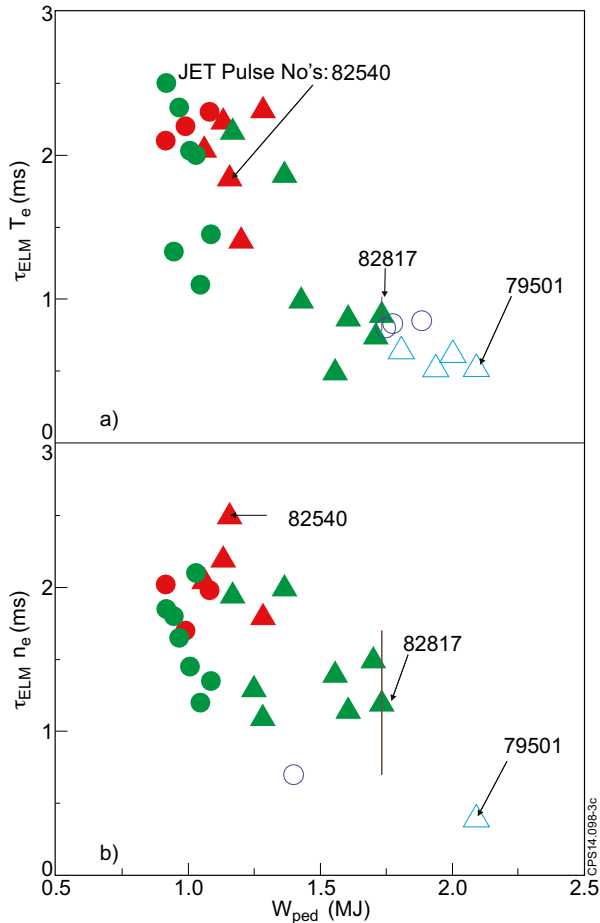 3
JET Pulse No's: 82540
2
τELM Te (ms)
82817
79501
1
a)
0
3
82540
2
τELM ne (ms)
82817
79501
1
b)
0
0.5 1.0 1.5 2.0 2.5
Wped (MJ)
CPS14.098-3c